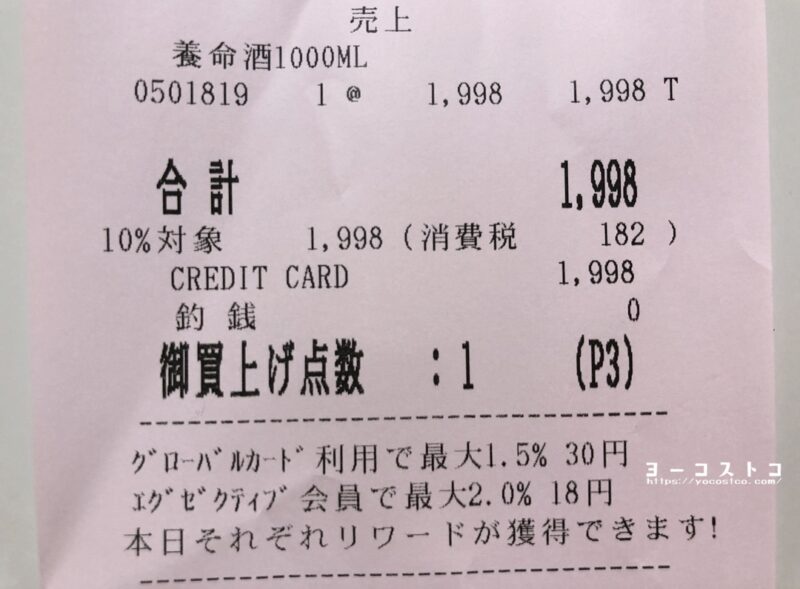 売上
養命酒1000ML
0501819 1 @ 1,998 1,998 T
合計 1,998
10%対象 1,998 (消費税 182 )
CREDIT CARD 1,998
釣銭 0
御買上げ点数 :1 (P3)
グローバルカード利用で最大1.5% 30円
エグゼクティブ会員で最大2.0% 18円
本日それぞれリワードが獲得できます!
ヨーコストコ
https://yocostco.com/